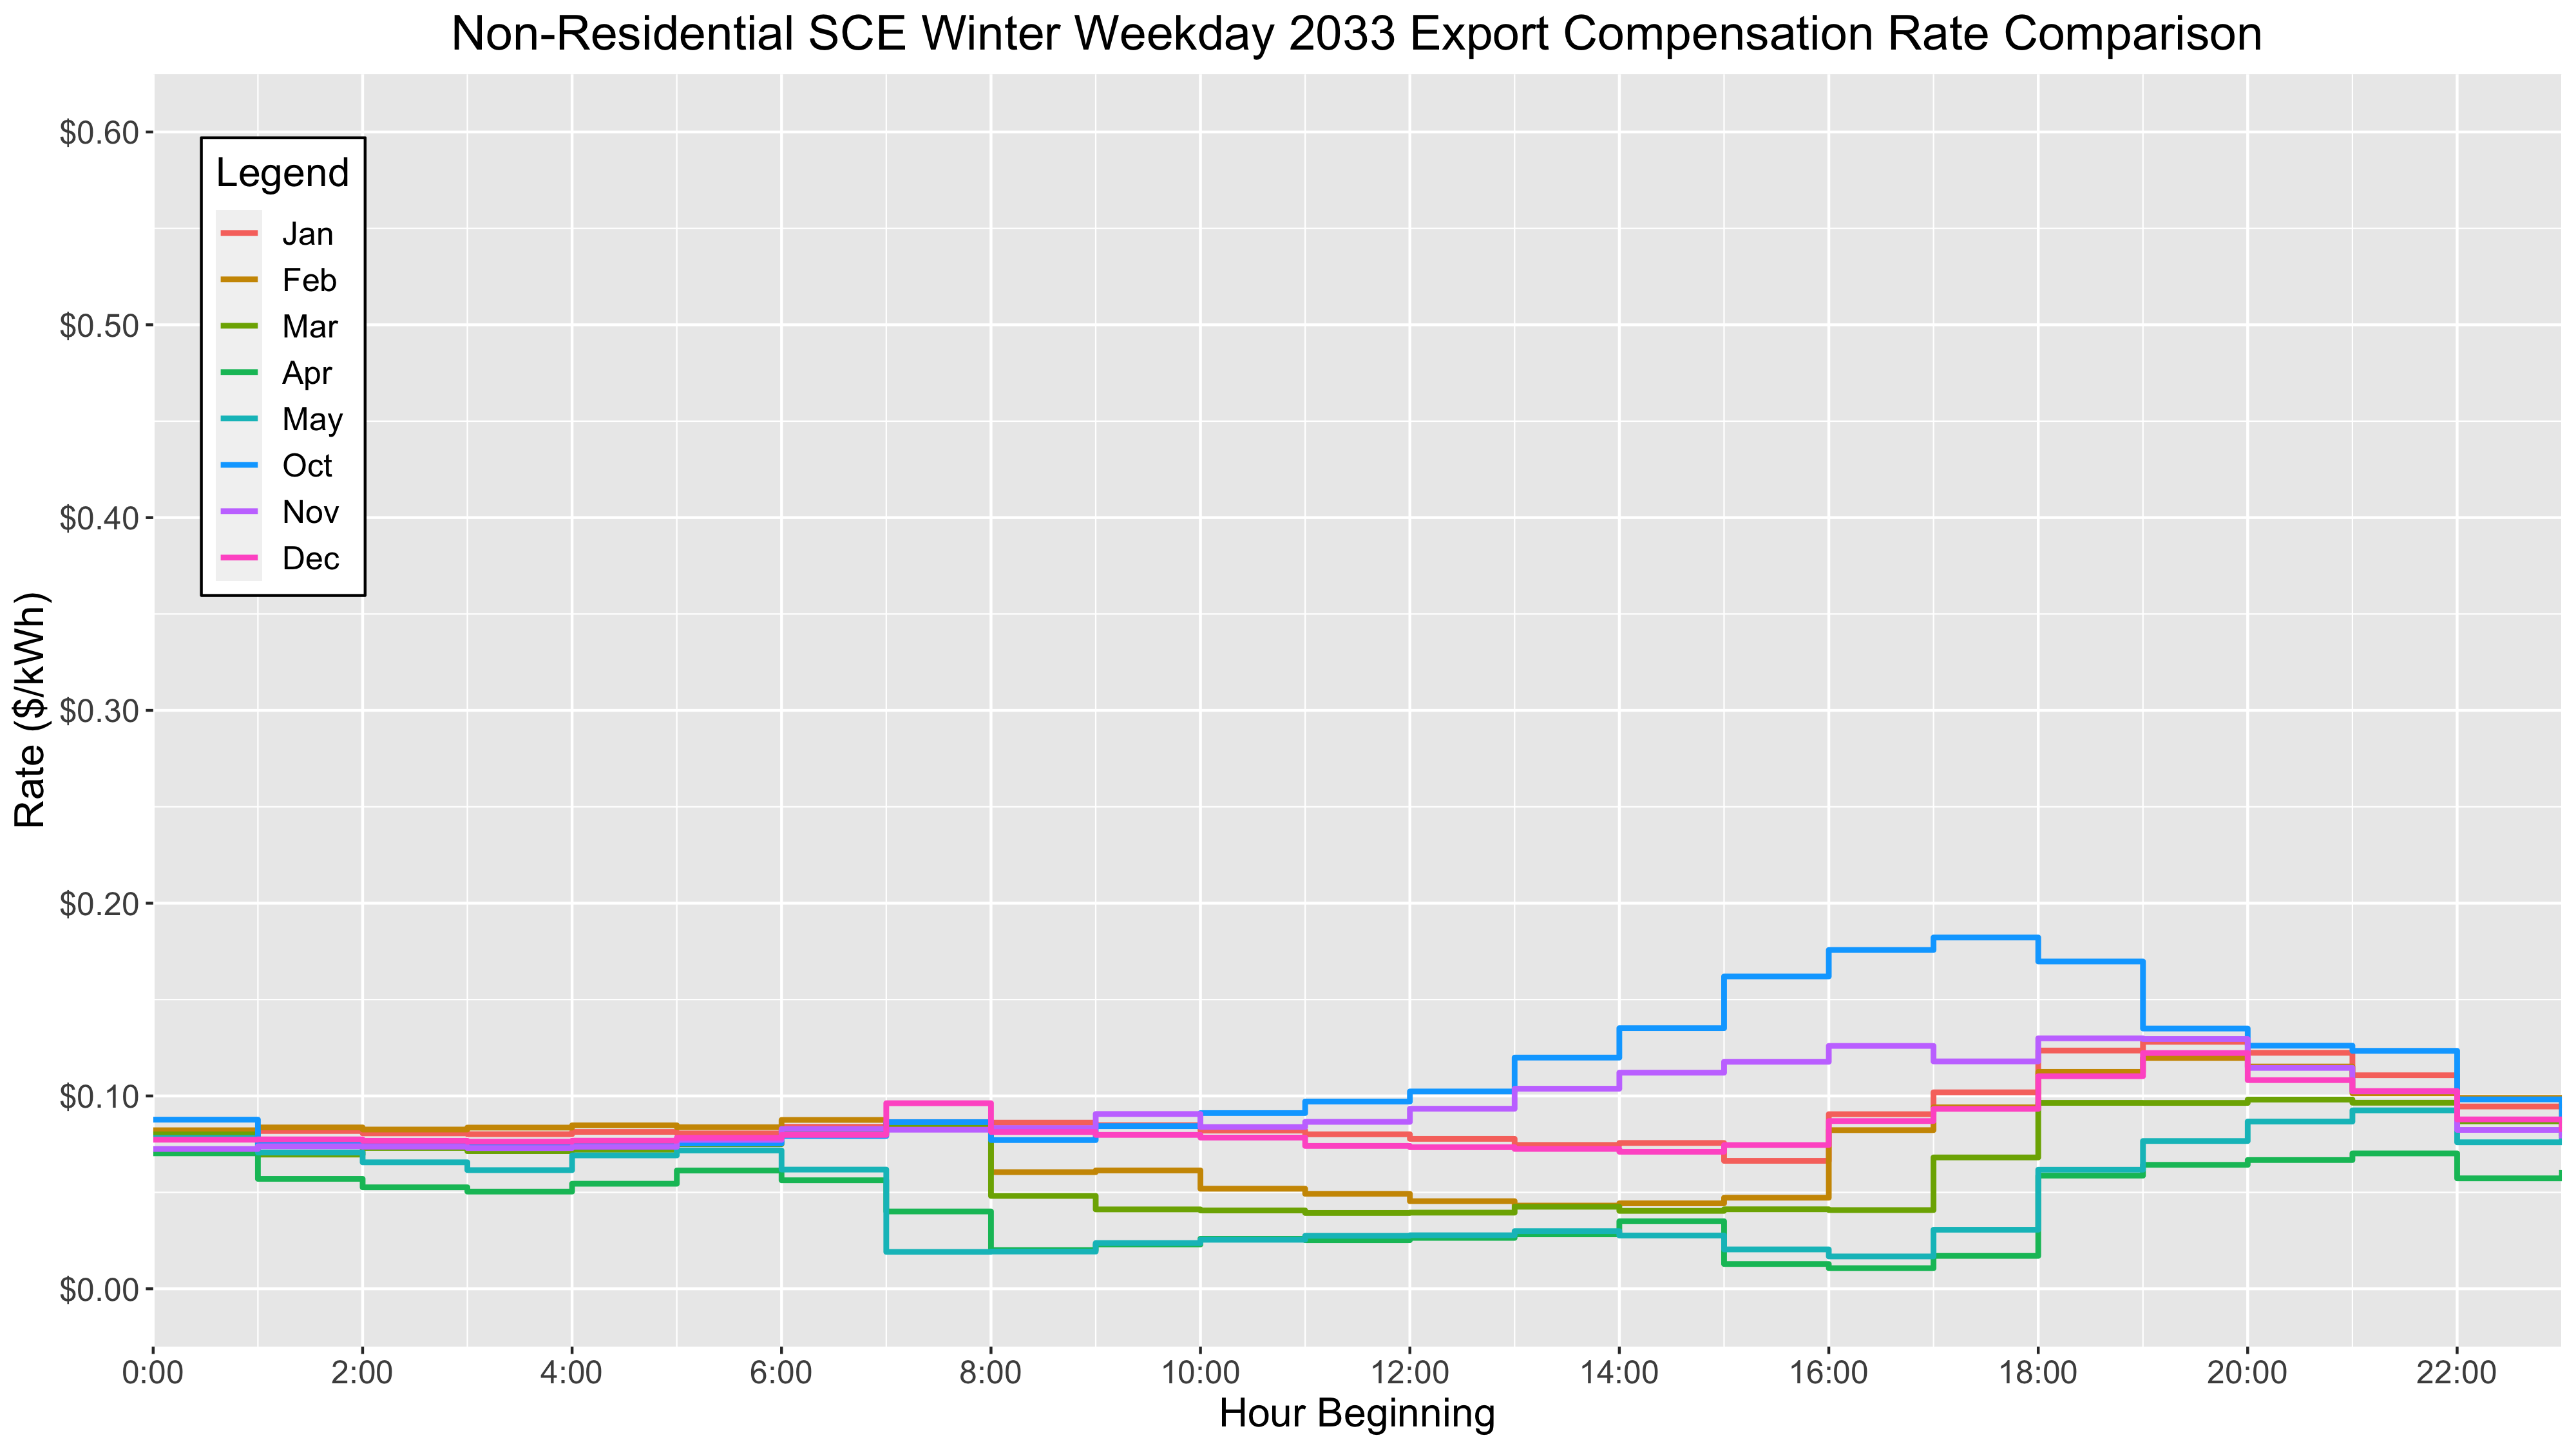 Non-Residential SCE Winter Weekday 2033 Export Compensation Rate Comparison
$0.60
$0.50
$0.40
$0.30
$0.20
$0.10
$0.00
Rate ($/kWh)
Legend
Jan
Feb
Mar
Apr
May
Oct
Nov
Dec
0:00 2:00 4:00 6:00 8:00 10:00 12:00 14:00 16:00 18:00 20:00 22:00
Hour Beginning